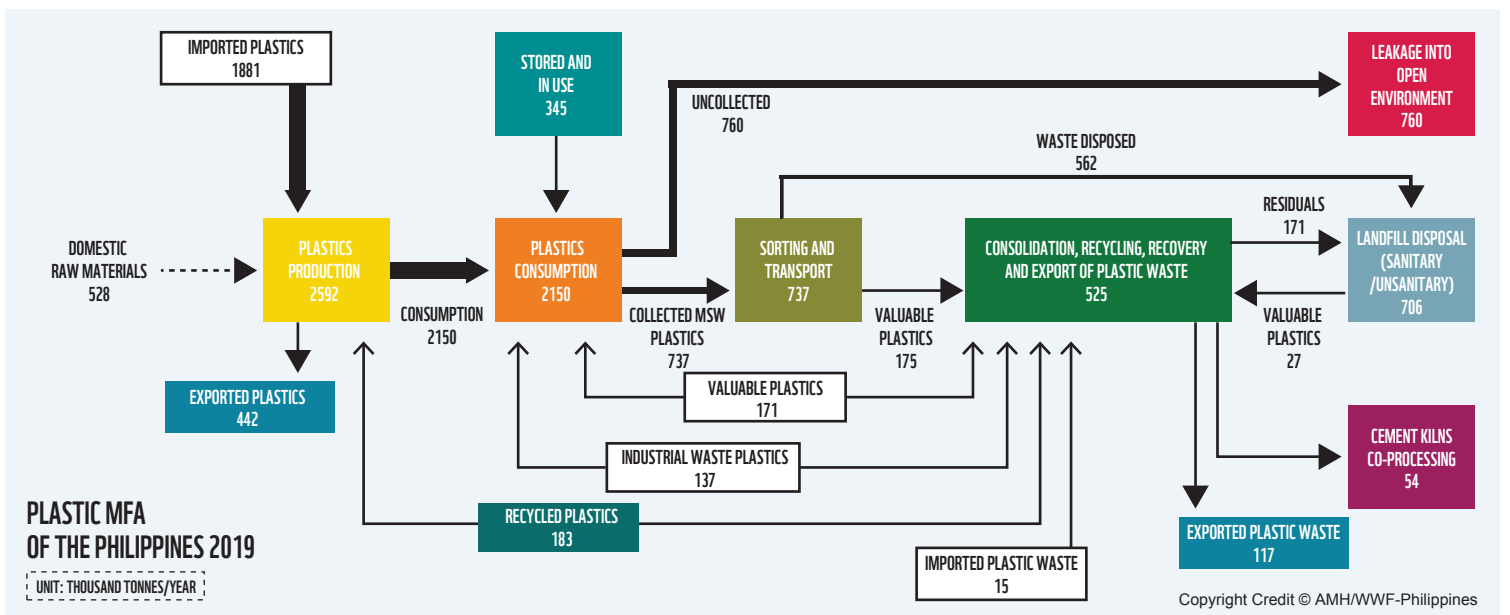 IMPORTED PLASTICS
1881
STORED AND
IN USE
345
LEAKAGE INTO
OPEN
ENVIRONMENT
760
UNCOLLECTED
760
WASTE DISPOSED
562
DOMESTIC
RAW MATERIALS
528
PLASTICS
PRODUCTION
2592
CONSUMPTION
2150
PLASTICS
CONSUMPTION
2150
COLLECTED MSW
PLASTICS
737
SORTING AND
TRANSPORT
737
VALUABLE
PLASTICS
175
CONSOLIDATION, RECYCLING, RECOVERY
AND EXPORT OF PLASTIC WASTE
525
RESIDUALS
171
LANDFILL DISPOSAL
(SANITARY
/UNSANITARY)
706
VALUABLE
PLASTICS
27
EXPORTED PLASTICS
442
VALUABLE PLASTICS
171
INDUSTRIAL WASTE PLASTICS
137
RECYCLED PLASTICS
183
IMPORTED PLASTIC WASTE
15
CEMENT KILNS
CO-PROCESSING
54
EXPORTED PLASTIC WASTE
117
PLASTIC MFA
OF THE PHILIPPINES 2019
UNIT: THOUSAND TONNES/YEAR
Copyright Credit © AMH/WWF-Philippines